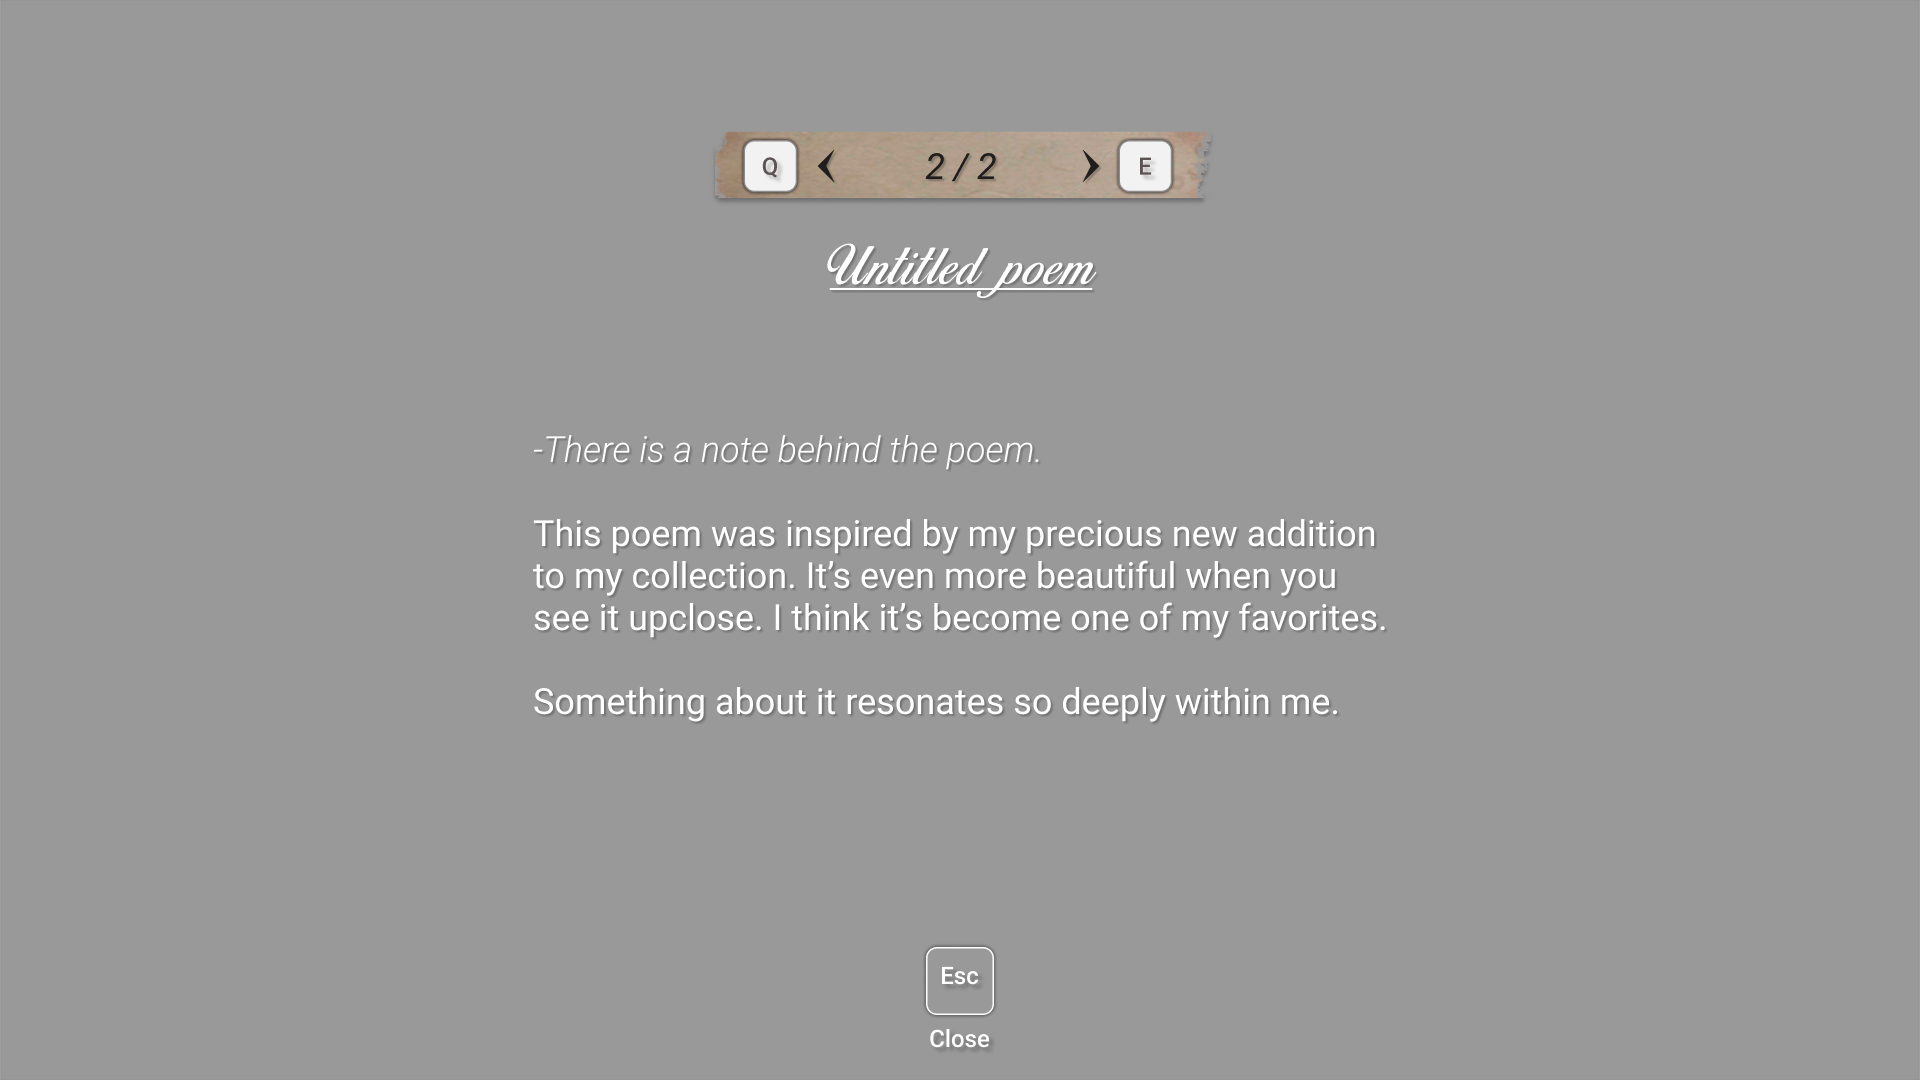 Q 2 / 2 E
Untitled poem
-There is a note behind the poem.
This poem was inspired by my precious new addition
to my collection. It’s even more beautiful when you
see it upclose. I think it’s become one of my favorites.
Something about it resonates so deeply within me.
Esc
Close